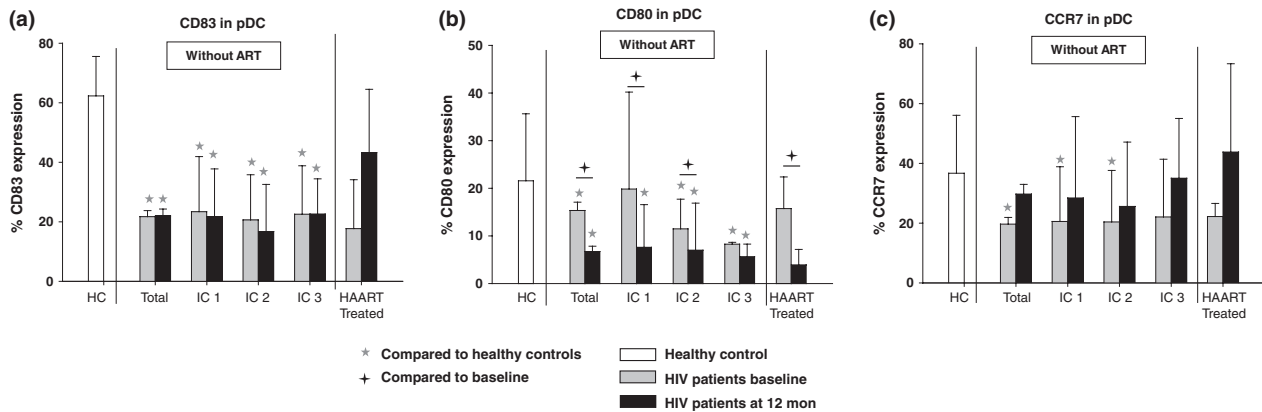 (a)
CD83 in pDC
Without ART
% CD83 expression
80
60
40
20
0
HC
Total
IC 1
IC 2
IC 3
HAART
Treated
(b)
CD80 in pDC
Without ART
% CD80 expression
50
40
30
20
10
0
HC
Total
IC 1
IC 2
IC 3
HAART
Treated
(c)
CCR7 in pDC
Without ART
% CCR7 expression
80
60
40
20
0
HC
Total
IC 1
IC 2
IC 3
HAART
Treated
Compared to healthy controls
Compared to baseline
Healthy control
HIV patients baseline
HIV patients at 12 mon